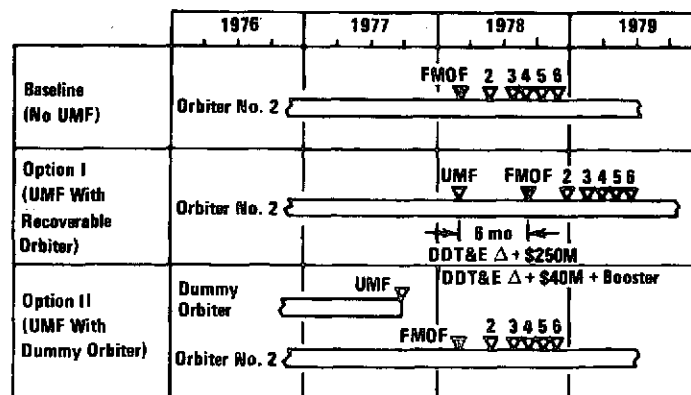 1976 1977 1978 1979
Baseline
(No UMF)
Orbiter No. 2
FMOF 2 3 4 5 6
Option I
(UMF With
Recoverable
Orbiter)
Orbiter No. 2
UMF FMOF 2 3 4 5 6
6 mo
DDT&E Δ + $250M
DDT&E Δ + $40M + Booster
Option II
(UMF With
Dummy Orbiter)
Dummy
Orbiter
UMF
Orbiter No. 2
FMOF 2 3 4 5 6